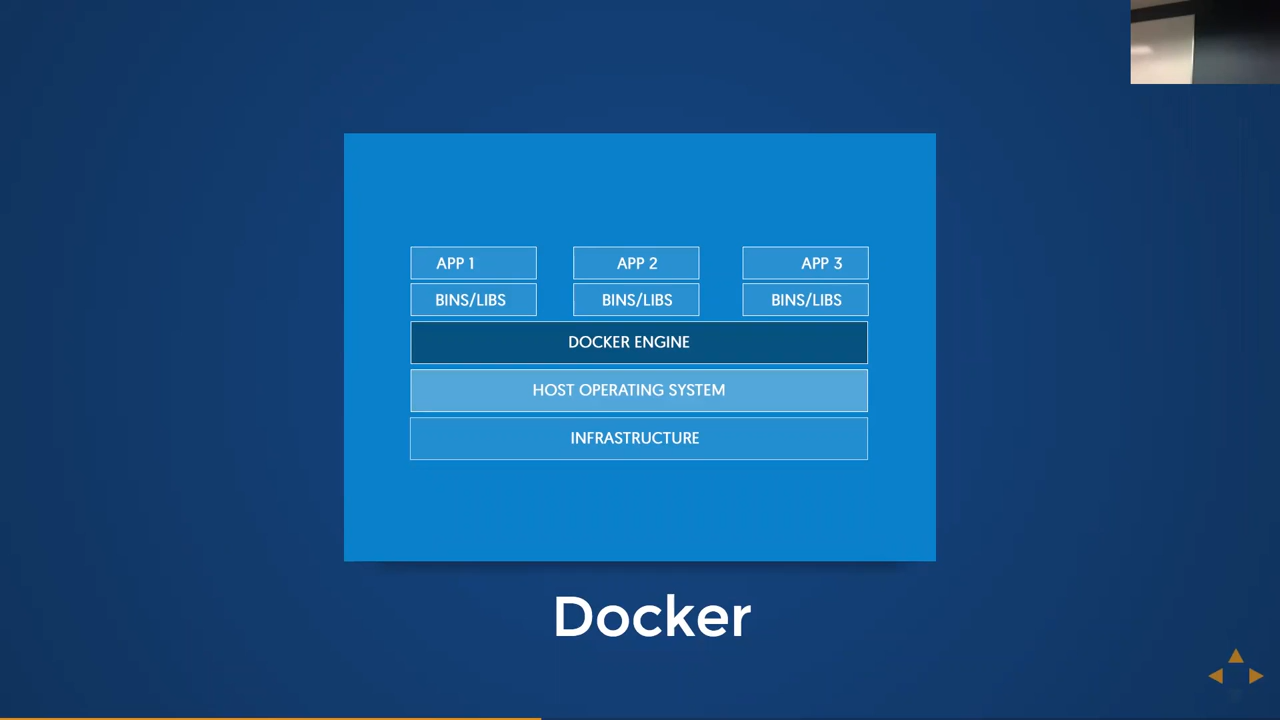 APP 1 APP 2 APP 3
BINS/LIBS BINS/LIBS BINS/LIBS
DOCKER ENGINE
HOST OPERATING SYSTEM
INFRASTRUCTURE
Docker